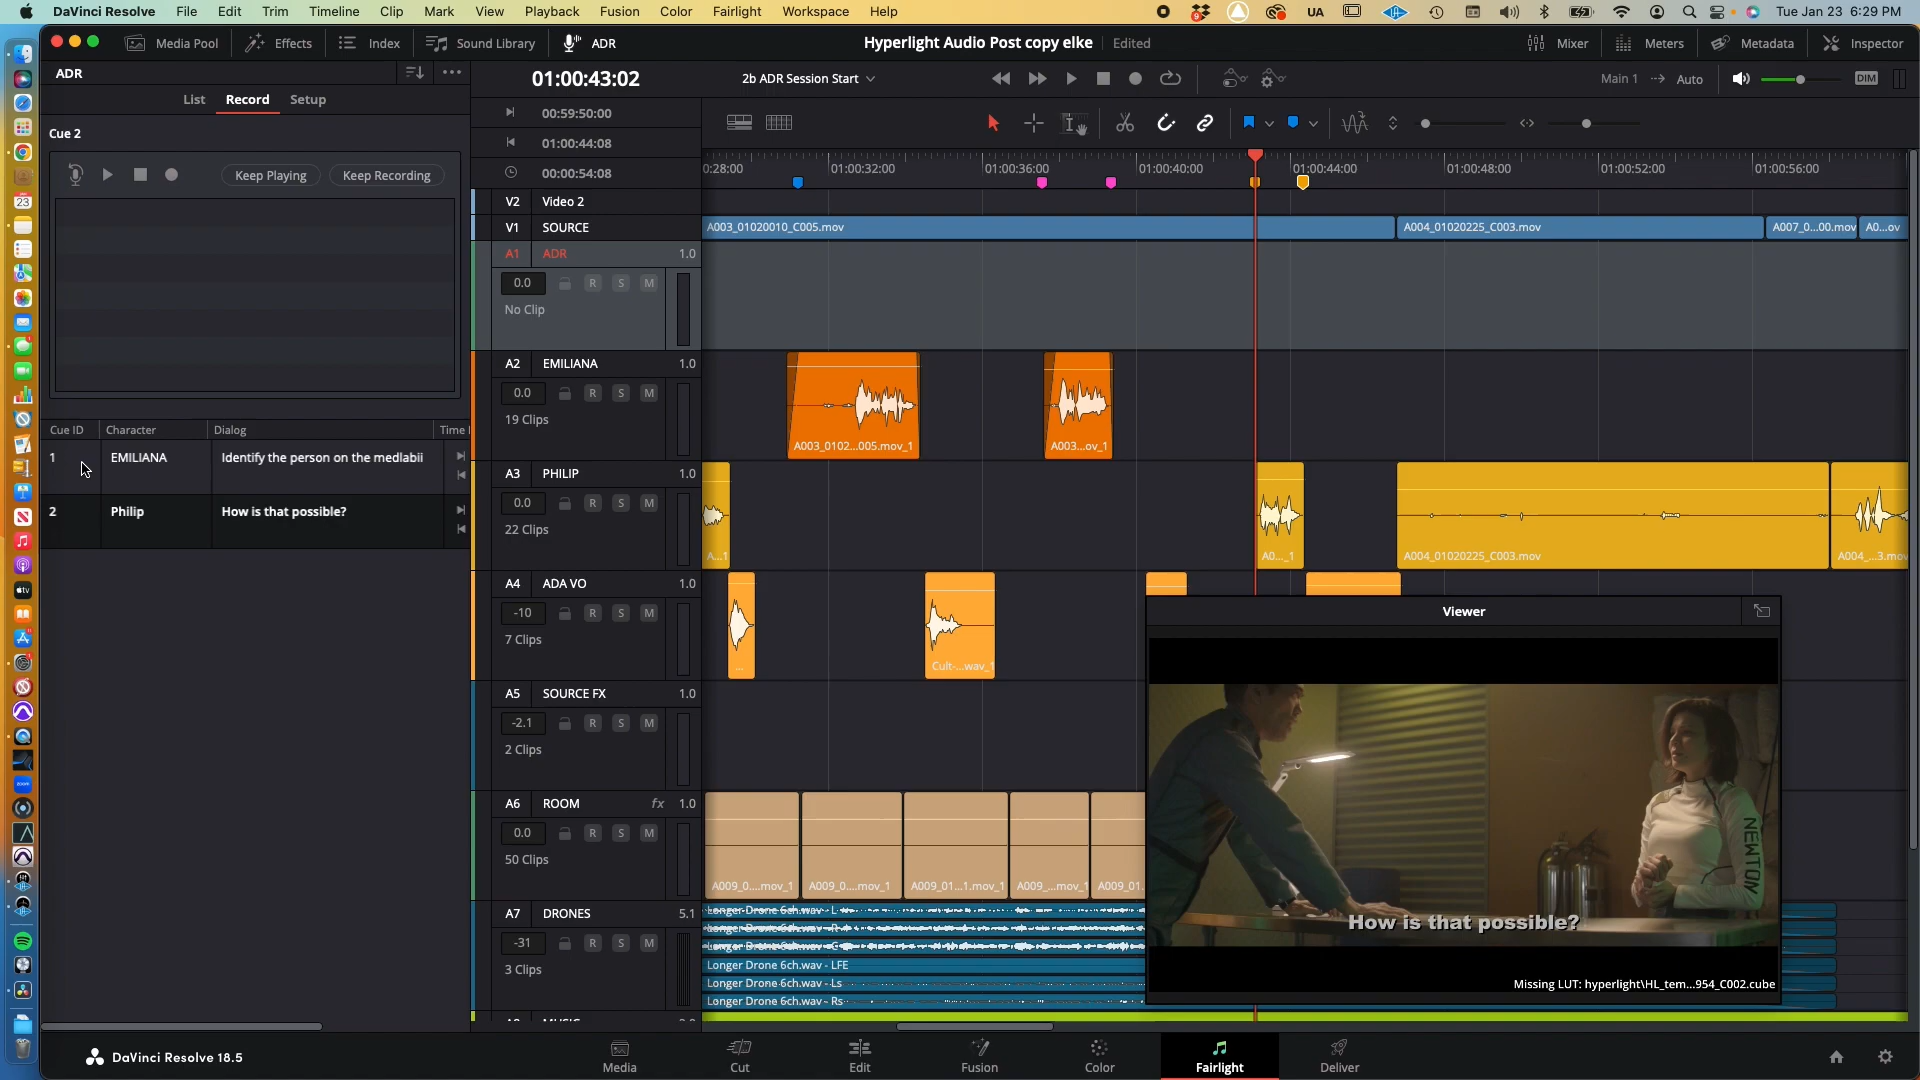 DaVinci Resolve File Edit Trim Timeline Clip Mark View Playback Fusion Color Fairlight Workspace Help 9 UA Tue Jan 23 6:29 PM
Media Pool Effects Index Sound Library ADR Hyperlight Audio Post copy elke Edited Mixer Meters Metadata Inspector
ADR
01:00:43:02 2b ADR Session Start Main 1 Auto DIM
List Record Setup
00:59:50:00
Cue 2
01:00:44:08
Keep Playing Keep Recording
00:00:54:08
0:28:00 01:00:32:00 01:00:36:00 01:00:40:00 01:00:44:00 01:00:48:00 01:00:52:00 01:00:56:00
V2 Video 2
V1 SOURCE
A003_01020010_C005.mov A004_01020225_C003.mov A007_0...00.mov A0...ov
A1 ADR 1.0
0.0 R S M
No Clip
A2 EMILIANA 1.0
0.0 R S M
19 Clips
A003_0102...005.mov_1 A003...ov_1
Cue ID Character Dialog Time I
1 EMILIANA Identify the person on the medlabii
2 Philip How is that possible?
A3 PHILIP 1.0
0.0 R S M
22 Clips
A...1 A0..._1 A004_01020225_C003.mov A004_...3.mov
A4 ADA VO 1.0
-10 R S M
7 Clips
... Cult-...wav_1
Viewer
A5 SOURCE FX 1.0
-2.1 R S M
2 Clips
A6 ROOM fx 1.0
0.0 R S M
50 Clips
A009_0....mov_1 A009_0....mov_1 A009_01...1.mov_1 A009_...mov_1 A009_01.
NEWTON
How is that possible?
Missing LUT: hyperlight\HL_tem...954_C002.cube
A7 DRONES 5.1
-31 R S M
3 Clips
Longer Drone 6ch.wav - L
Longer Drone 6ch.wav - R
Longer Drone 6ch.wav - C
Longer Drone 6ch.wav - LFE
Longer Drone 6ch.wav - Ls
Longer Drone 6ch.wav - Rs
DaVinci Resolve 18.5
Media Cut Edit Fusion Color Fairlight Deliver